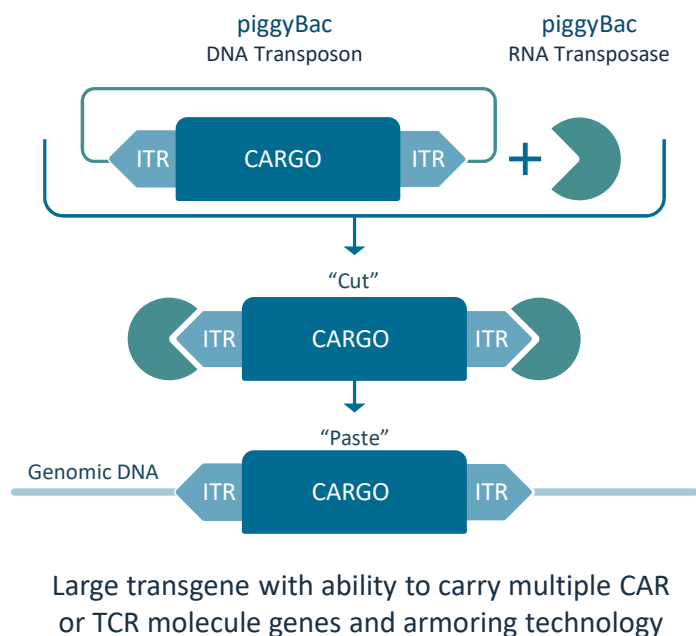 piggyBac
DNA Transposon
piggyBac
RNA Transposase
ITR
CARGO
ITR
+
“Cut”
ITR
CARGO
ITR
“Paste”
Genomic DNA
ITR
CARGO
ITR
Large transgene with ability to carry multiple CAR
or TCR molecule genes and armoring technology